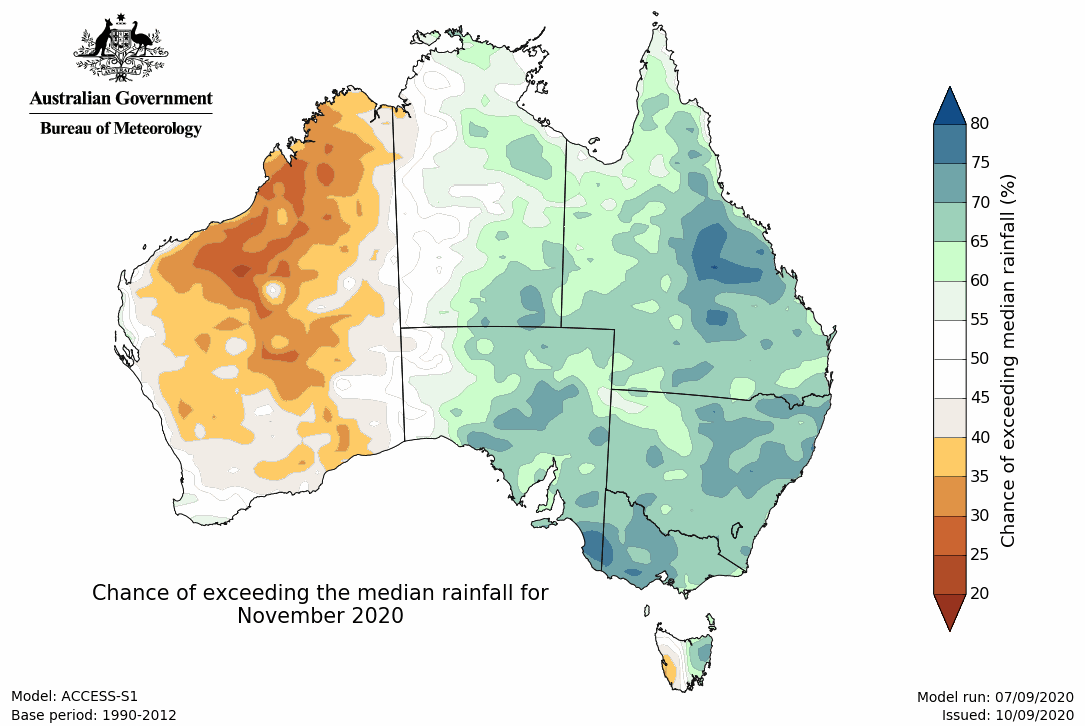 Australian Government
Bureau of Meteorology
80
75
70
65
60
55
50
45
40
35
30
25
20
Chance of exceeding median rainfall (%)
Chance of exceeding the median rainfall for
November 2020
Model: ACCESS-S1
Base period: 1990-2012
Model run: 07/09/2020
Issued: 10/09/2020